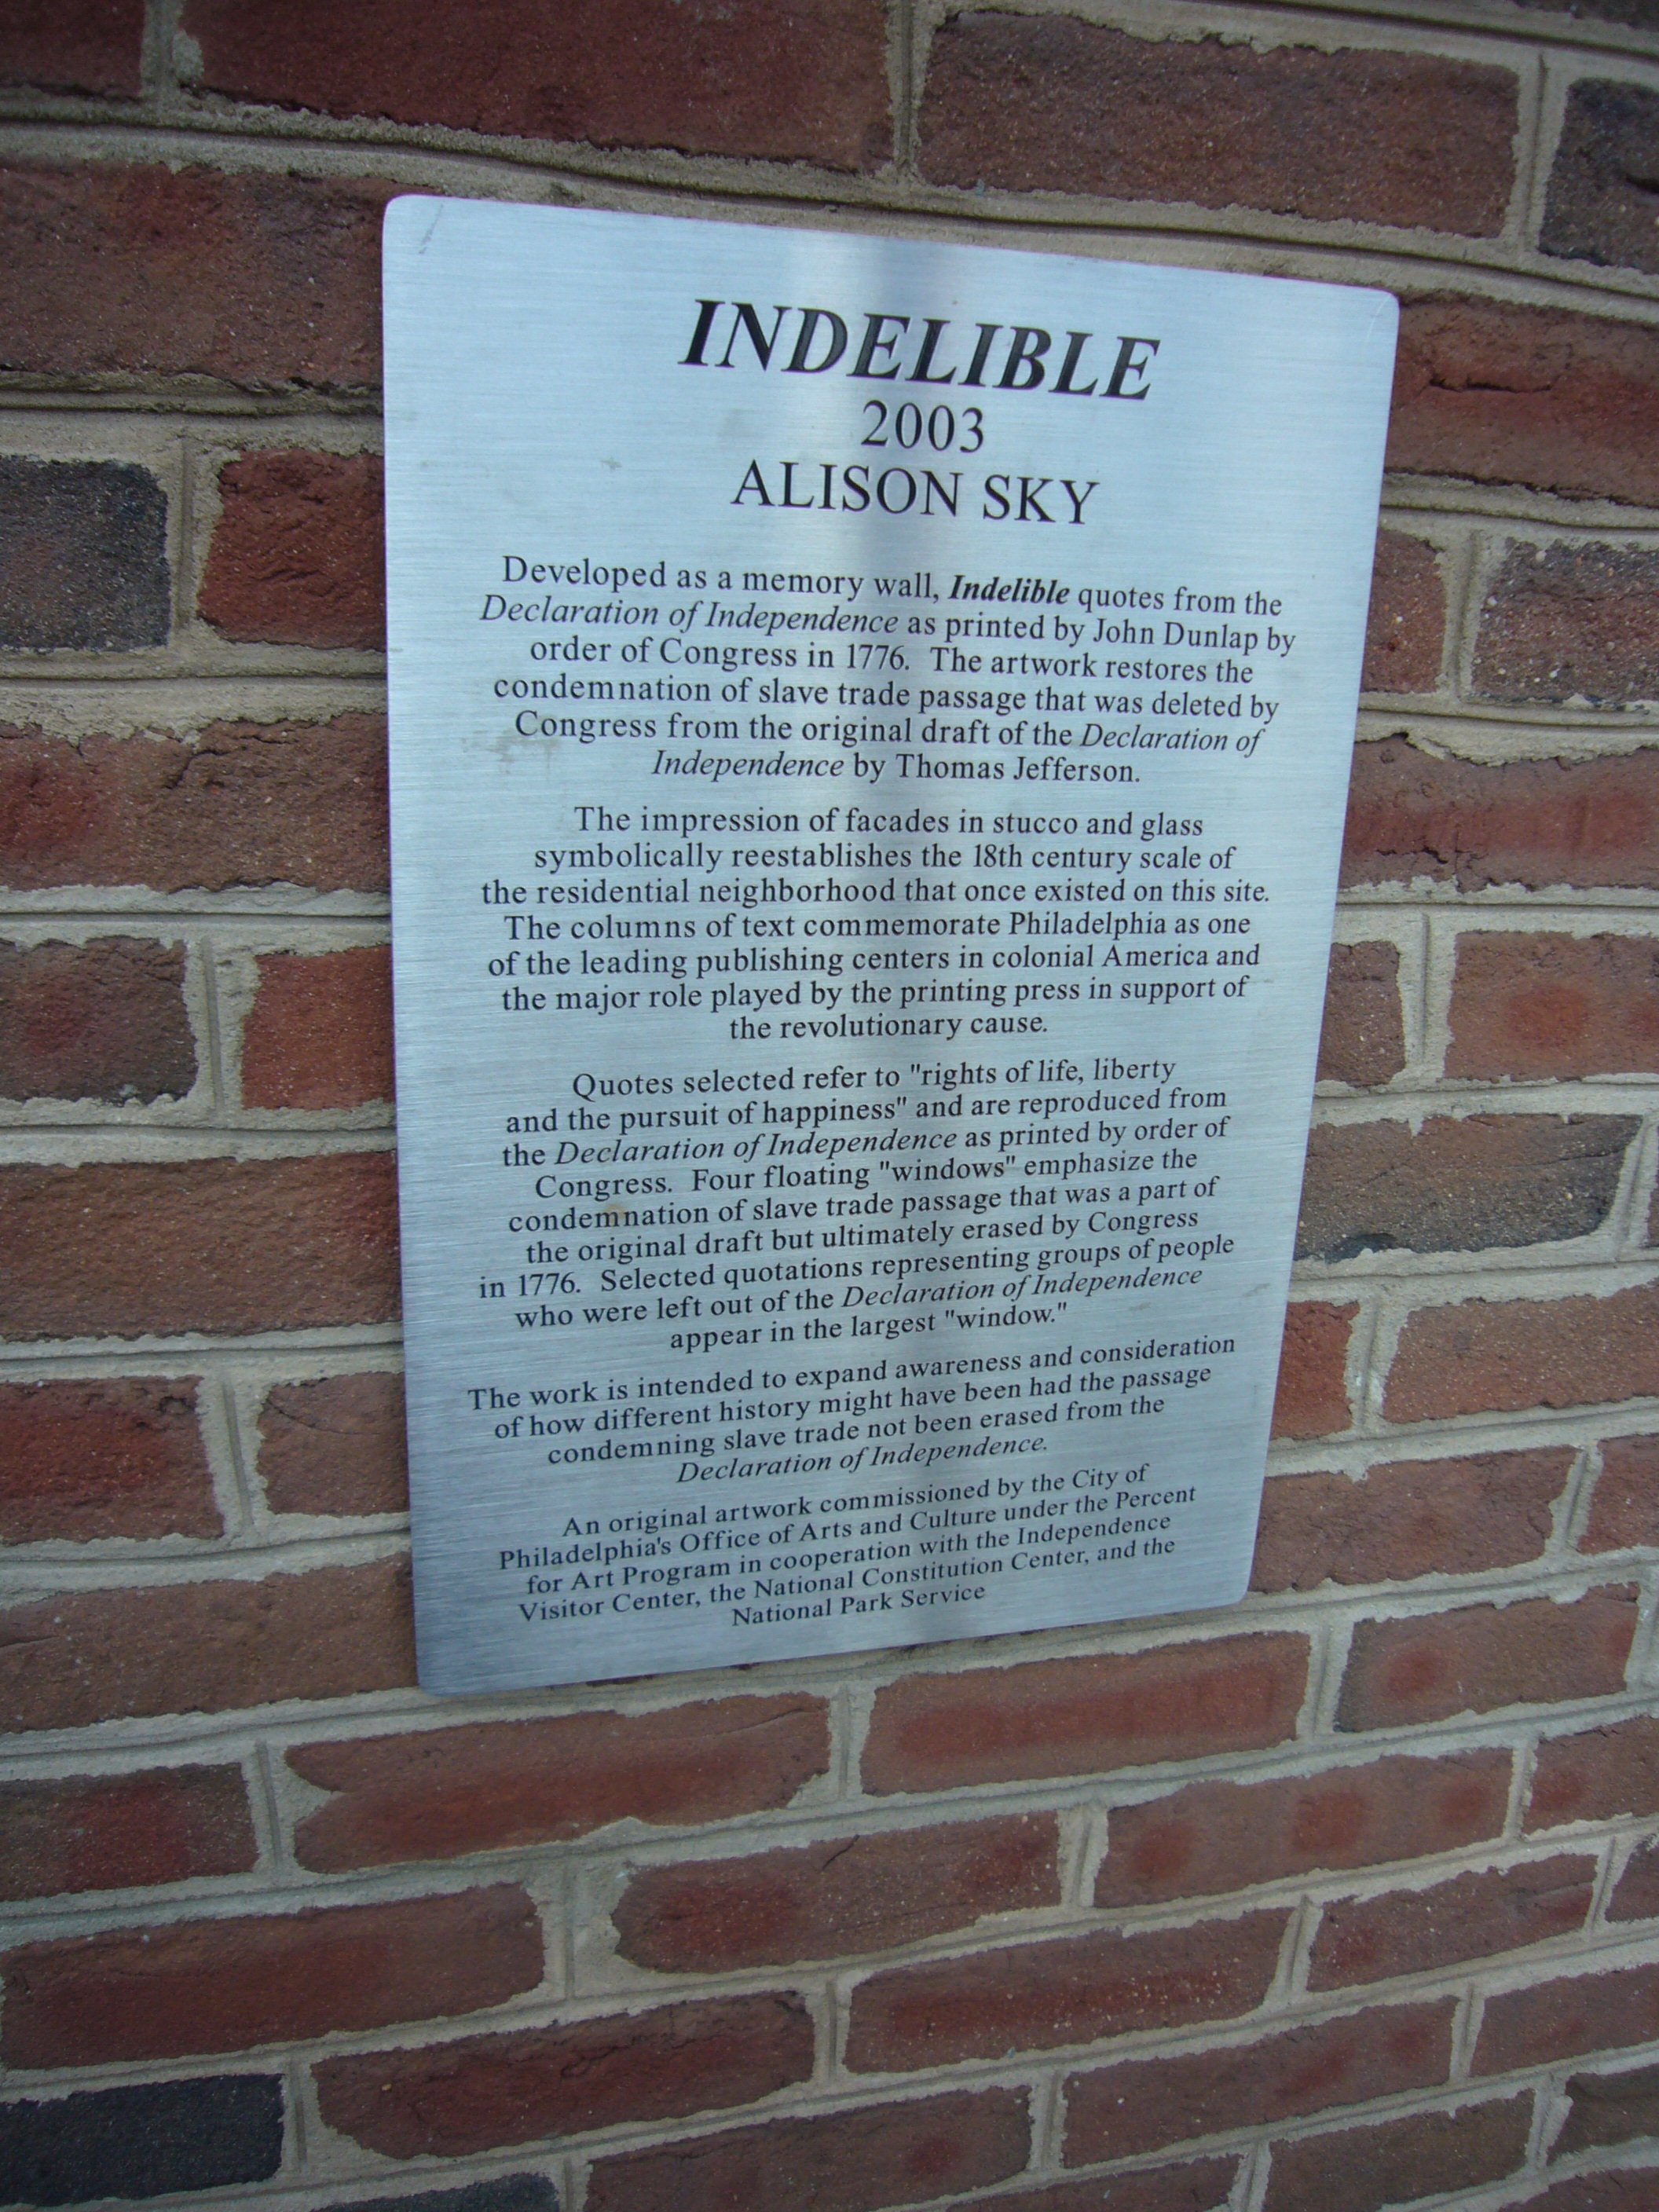 INDELIBLE
2003
ALISON SKY
Developed as a memory wall, Indelible quotes from the
Declaration of Independence as printed by John Dunlap by
order of Congress in 1776. The artwork restores the
condemnation of slave trade passage that was deleted by
Congress from the original draft of the Declaration of
Independence by Thomas Jefferson.
The impression of facades in stucco and glass
symbolically reestablishes the 18th century scale of
the residential neighborhood that once existed on this site.
The columns of text commemorate Philadelphia as one
of the leading publishing centers in colonial America and
the major role played by the printing press in support of
the revolutionary cause.
Quotes selected refer to "rights of life, liberty
and the pursuit of happiness" and are reproduced from
the Declaration of Independence as printed by order of
Congress. Four floating "windows" emphasize the
condemnation of slave trade passage that was a part of
the original draft but ultimately erased by Congress
in 1776. Selected quotations representing groups of people
who were left out of the Declaration of Independence
appear in the largest "window."
The work is intended to expand awareness and consideration
of how different history might have been had the passage
condemning slave trade not been erased from the
Declaration of Independence.
An original artwork commissioned by the City of
Philadelphia's Office of Arts and Culture under the Percent
for Art Program in cooperation with the Independence
Visitor Center, the National Constitution Center, and the
National Park Service